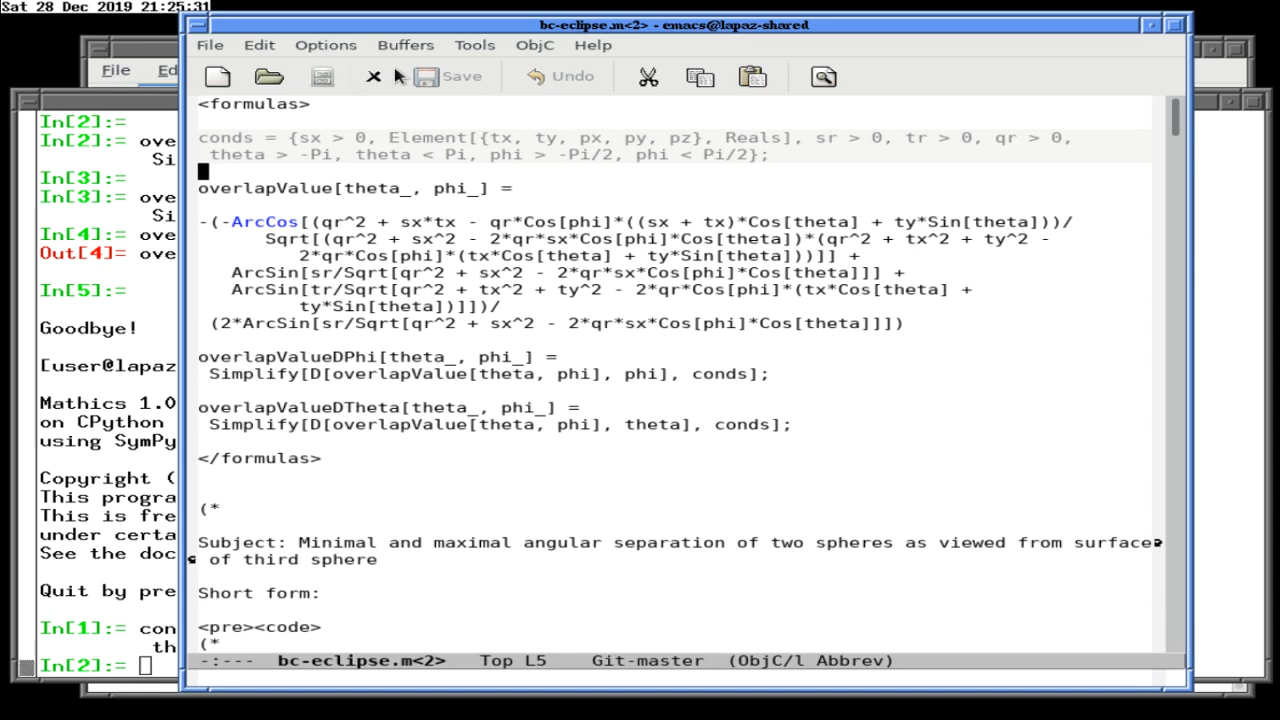 Sat 28 Dec 2019 21:25:31
bc-eclipse.m<2> - emacs@lapaz-shared
File Edit Options Buffers Tools ObjC Help
Save Undo
<formulas>
conds = {sx > 0, Element[{tx, ty, px, py, pz}, Reals], sr > 0, tr > 0, qr > 0,
theta > -Pi, theta < Pi, phi > -Pi/2, phi < Pi/2};
overlapValue[theta_, phi_] =
-(-ArcCos[(qr^2 + sx*tx - qr*Cos[phi]*((sx + tx)*Cos[theta] + ty*Sin[theta]))/
Sqrt[(qr^2 + sx^2 - 2*qr*sx*Cos[phi]*Cos[theta])*(qr^2 + tx^2 + ty^2 -
2*qr*Cos[phi]*(tx*Cos[theta] + ty*Sin[theta]))]] +
ArcSin[sr/Sqrt[qr^2 + sx^2 - 2*qr*sx*Cos[phi]*Cos[theta]]] +
ArcSin[tr/Sqrt[qr^2 + tx^2 + ty^2 - 2*qr*Cos[phi]*(tx*Cos[theta] +
ty*Sin[theta])]])/
(2*ArcSin[sr/Sqrt[qr^2 + sx^2 - 2*qr*sx*Cos[phi]*Cos[theta]]])
overlapValueDPhi[theta_, phi_] =
Simplify[D[overlapValue[theta, phi], phi], conds];
overlapValueDTheta[theta_, phi_] =
Simplify[D[overlapValue[theta, phi], theta], conds];
</formulas>
(*
Subject: Minimal and maximal angular separation of two spheres as viewed from surface
of third sphere
Short form:
<pre><code>
(*
-:--- bc-eclipse.m<2> Top L5 Git-master (ObjC/l Abbrev)
File Ed
In[2]:=
In[2]:= ove
Si
In[3]:=
In[3]:= ove
Si
In[4]:= ove
Out[4]= ove
In[5]:=
Goodbye!
[user@lapaz
Mathics 1.0
on CPython
using SymPy
Copyright (
This progra
This is fre
under certa
See the doc
Quit by pre
In[1]:= con
th
In[2]:=